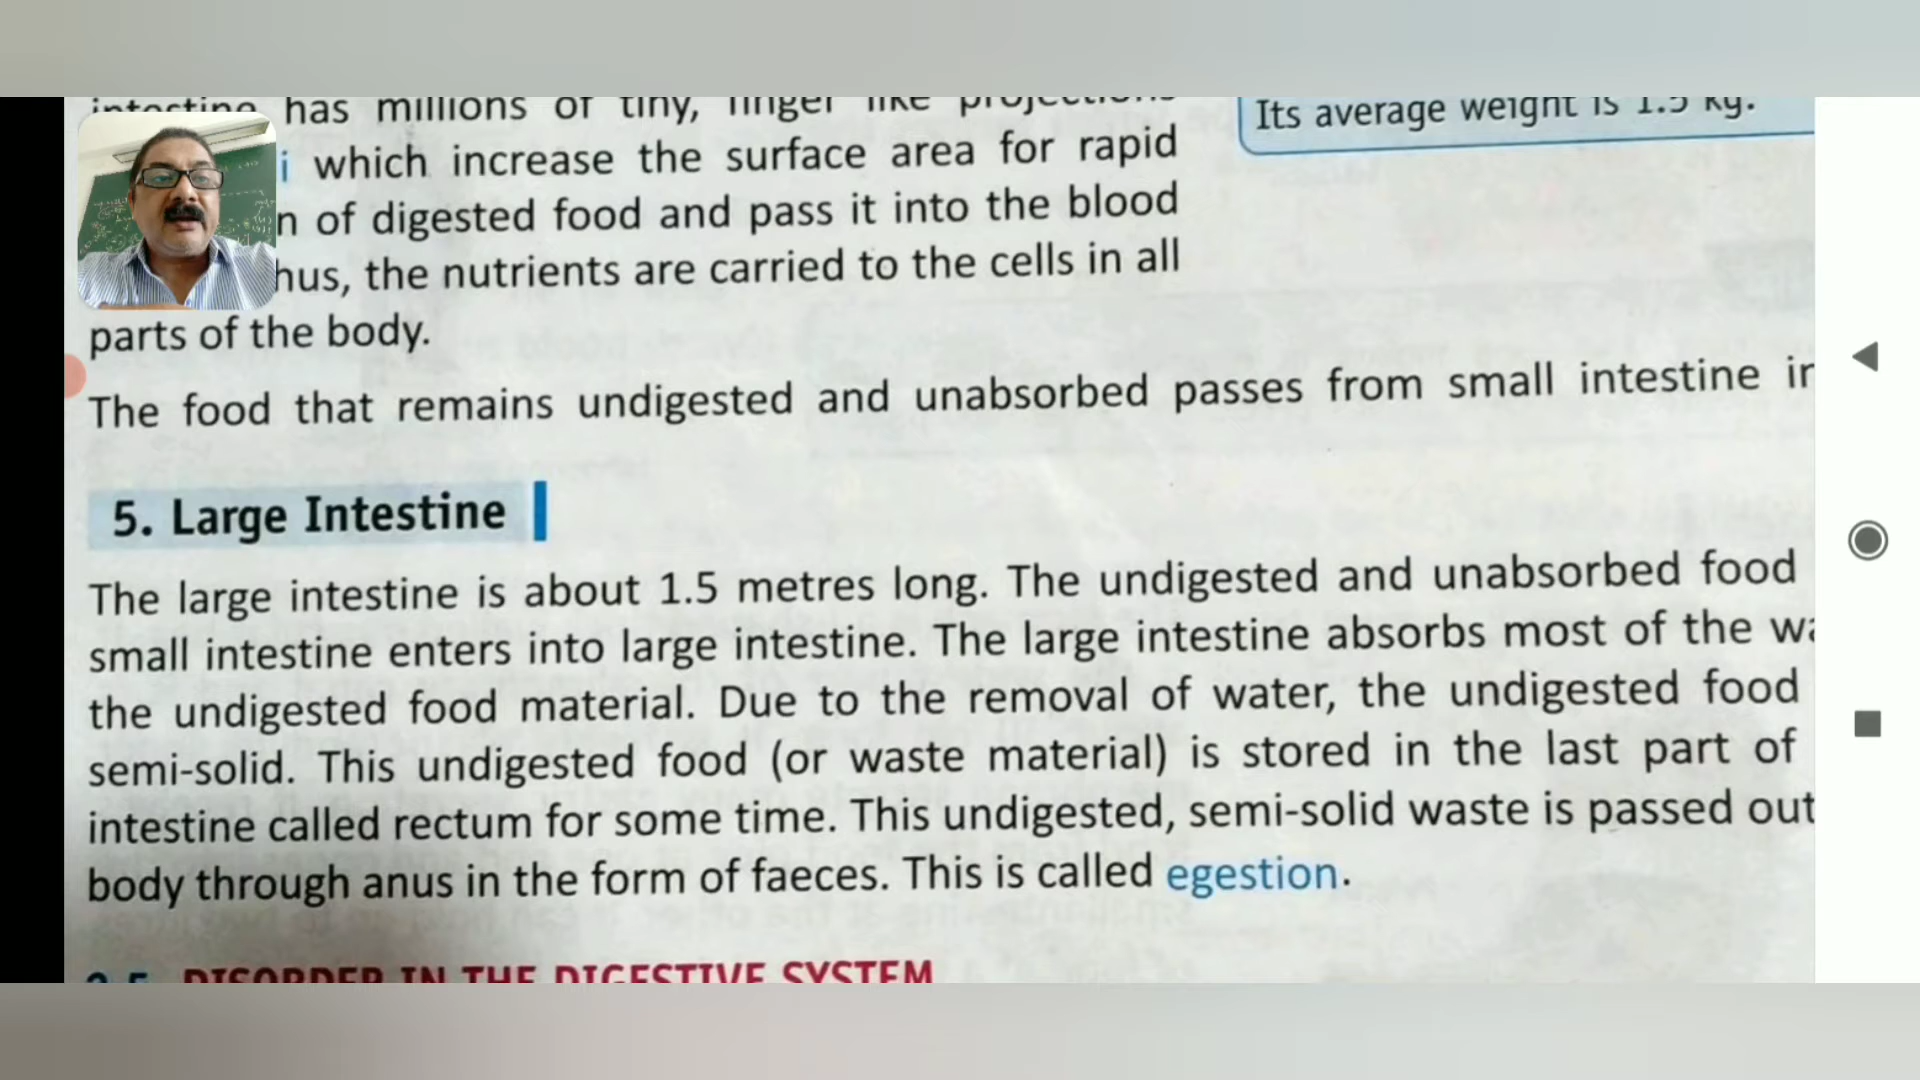 intestine has millions of tiny, finger like projections
Its average weight is 1.5 kg.
i which increase the surface area for rapid
n of digested food and pass it into the blood
hus, the nutrients are carried to the cells in all
parts of the body.
The food that remains undigested and unabsorbed passes from small intestine in
5. Large Intestine
The large intestine is about 1.5 metres long. The undigested and unabsorbed food
small intestine enters into large intestine. The large intestine absorbs most of the wa
the undigested food material. Due to the removal of water, the undigested food
semi-solid. This undigested food (or waste material) is stored in the last part of
intestine called rectum for some time. This undigested, semi-solid waste is passed out
body through anus in the form of faeces. This is called egestion.
DISORDER IN THE DIGESTIVE SYSTEM